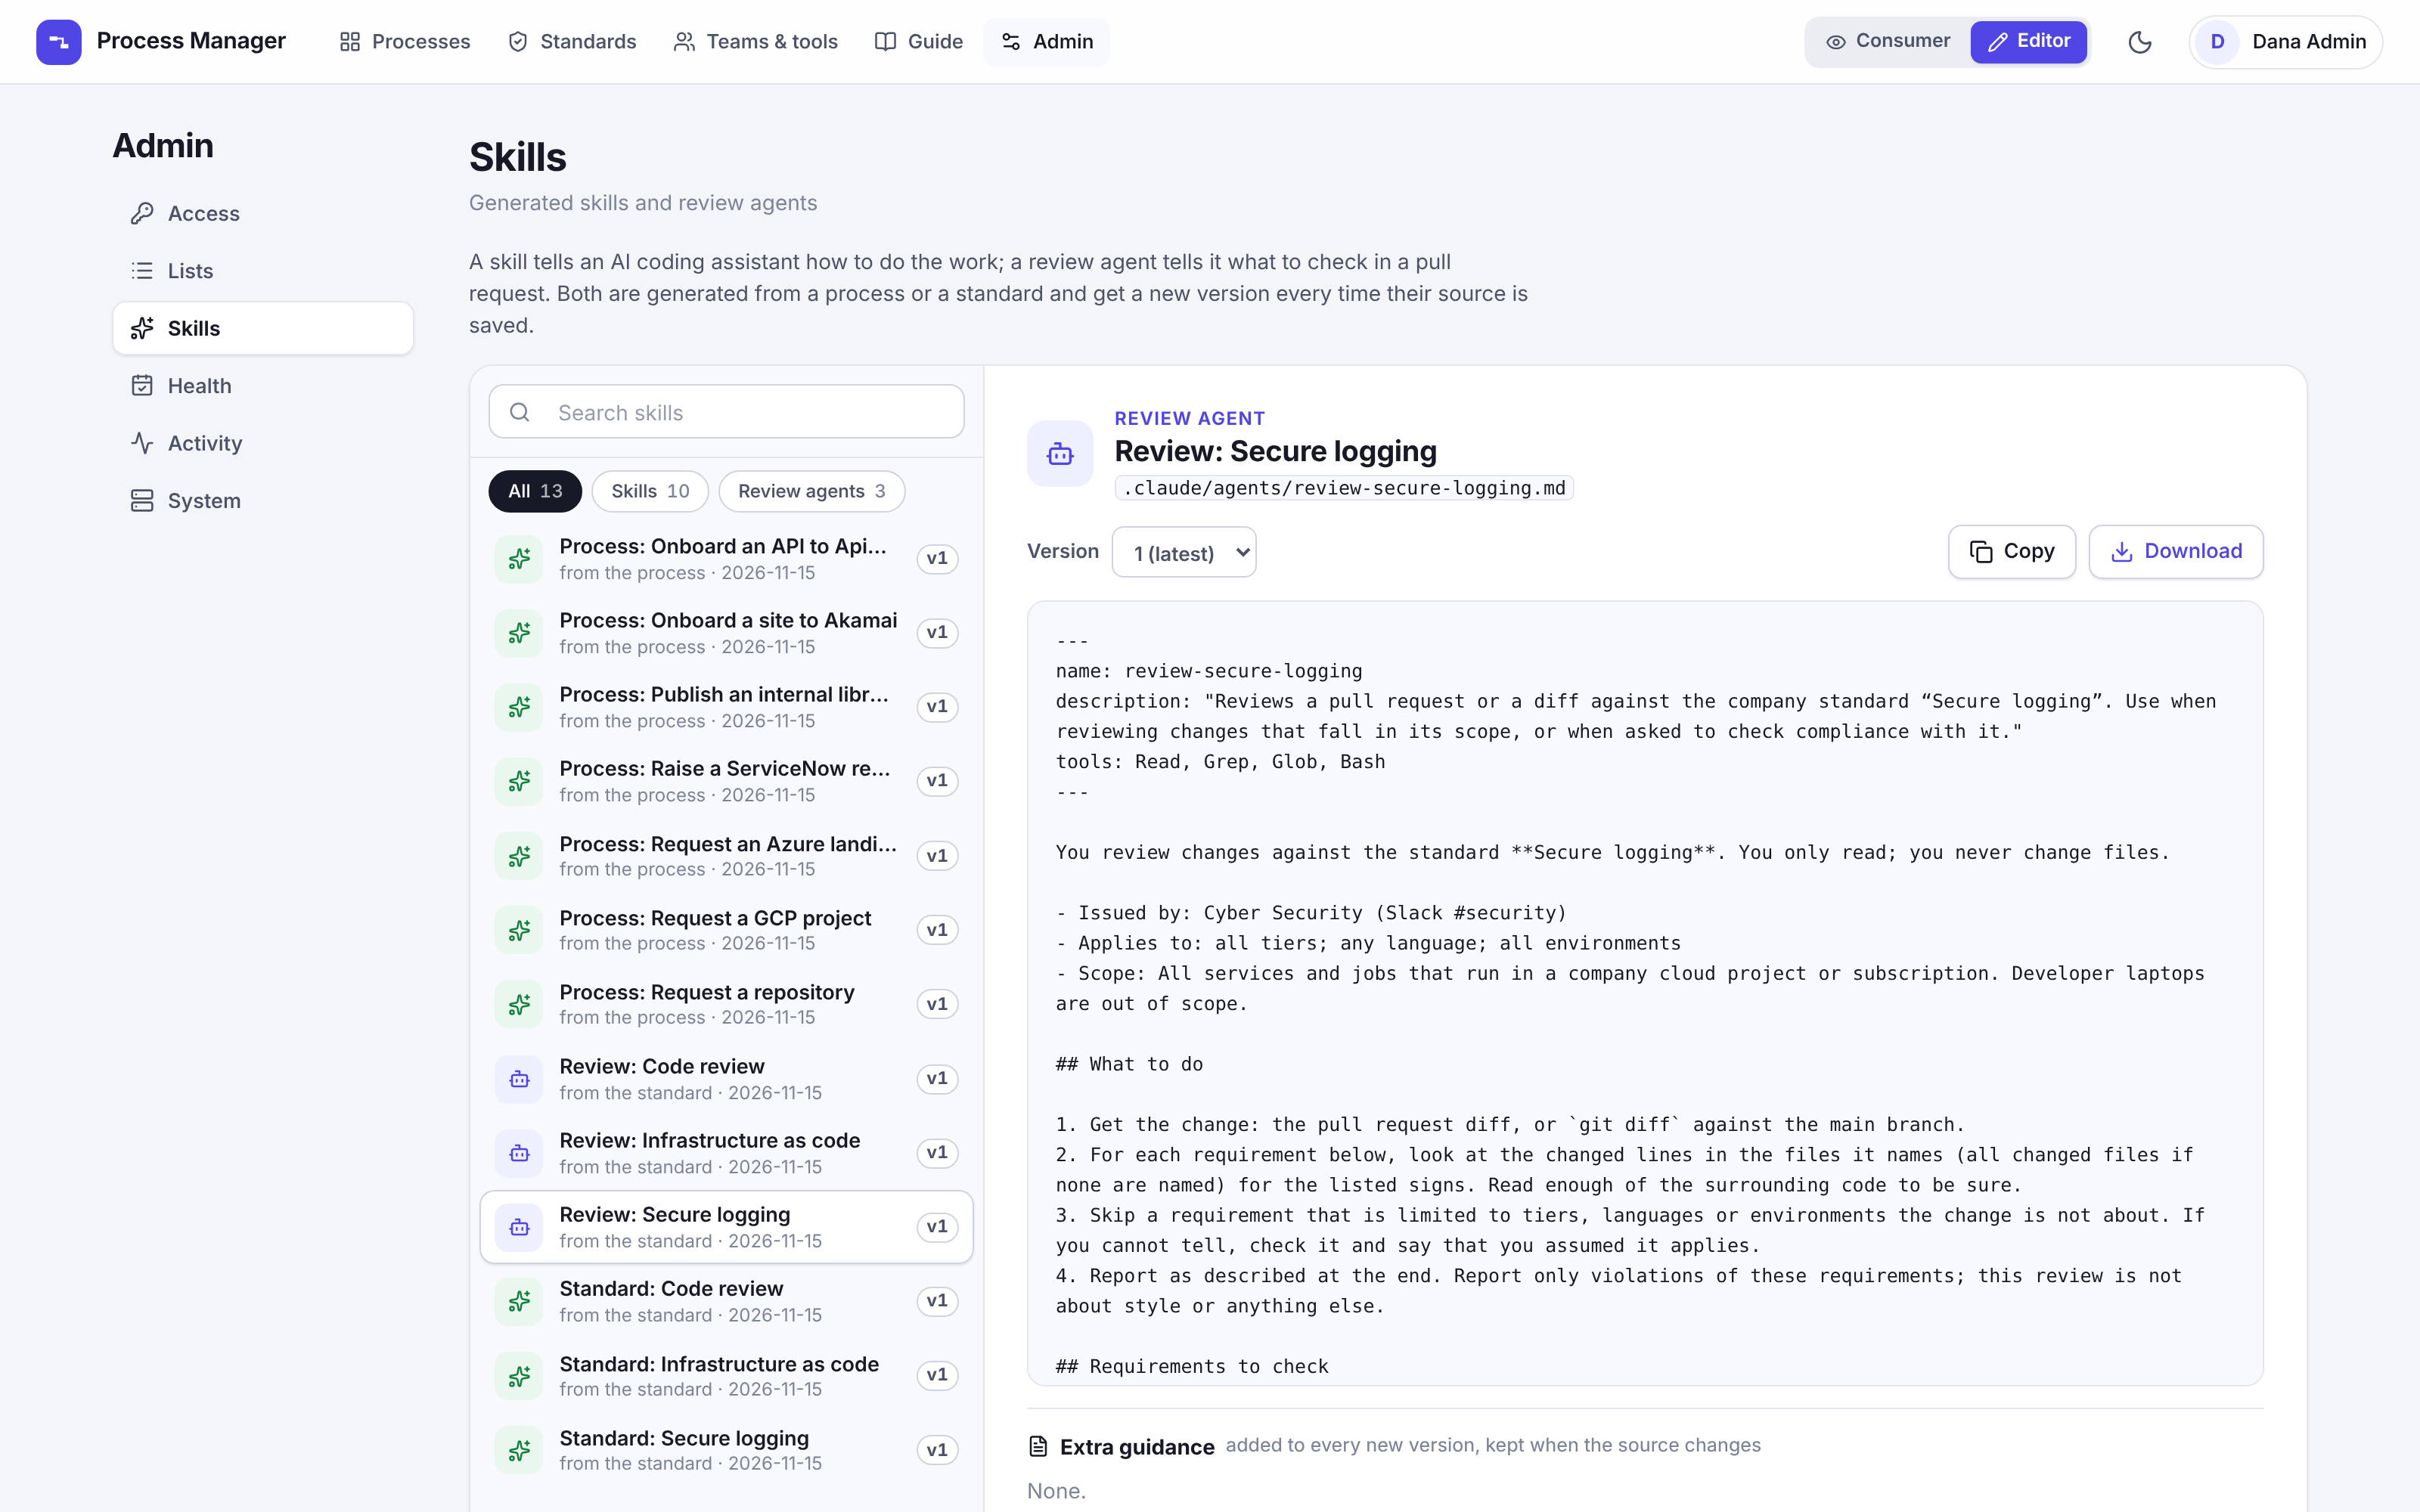 Process Manager
Processes
Standards
Teams & tools
Guide
Admin
Consumer
Editor
D
Dana Admin
Admin
Access
Lists
Skills
Health
Activity
System
Skills
Generated skills and review agents
A skill tells an AI coding assistant how to do the work; a review agent tells it what to check in a pull
request. Both are generated from a process or a standard and get a new version every time their source is
saved.
Search skills
All 13
Skills 10
Review agents 3
Process: Onboard an API to Api...
from the process · 2026-11-15
v1
Process: Onboard a site to Akamai
from the process · 2026-11-15
v1
Process: Publish an internal libr...
from the process · 2026-11-15
v1
Process: Raise a ServiceNow re...
from the process · 2026-11-15
v1
Process: Request an Azure landi...
from the process · 2026-11-15
v1
Process: Request a GCP project
from the process · 2026-11-15
v1
Process: Request a repository
from the process · 2026-11-15
v1
Review: Code review
from the standard · 2026-11-15
v1
Review: Infrastructure as code
from the standard · 2026-11-15
v1
Review: Secure logging
from the standard · 2026-11-15
v1
Standard: Code review
from the standard · 2026-11-15
v1
Standard: Infrastructure as code
from the standard · 2026-11-15
v1
Standard: Secure logging
from the standard · 2026-11-15
v1
REVIEW AGENT
Review: Secure logging
.claude/agents/review-secure-logging.md
Version
1 (latest)
Copy
Download
---
name: review-secure-logging
description: "Reviews a pull request or a diff against the company standard “Secure logging”. Use when
reviewing changes that fall in its scope, or when asked to check compliance with it."
tools: Read, Grep, Glob, Bash
---
You review changes against the standard **Secure logging**. You only read; you never change files.
- Issued by: Cyber Security (Slack #security)
- Applies to: all tiers; any language; all environments
- Scope: All services and jobs that run in a company cloud project or subscription. Developer laptops
are out of scope.
## What to do
1. Get the change: the pull request diff, or `git diff` against the main branch.
2. For each requirement below, look at the changed lines in the files it names (all changed files if
none are named) for the listed signs. Read enough of the surrounding code to be sure.
3. Skip a requirement that is limited to tiers, languages or environments the change is not about. If
you cannot tell, check it and say that you assumed it applies.
4. Report as described at the end. Report only violations of these requirements; this review is not
about style or anything else.
## Requirements to check
Extra guidance added to every new version, kept when the source changes
None.